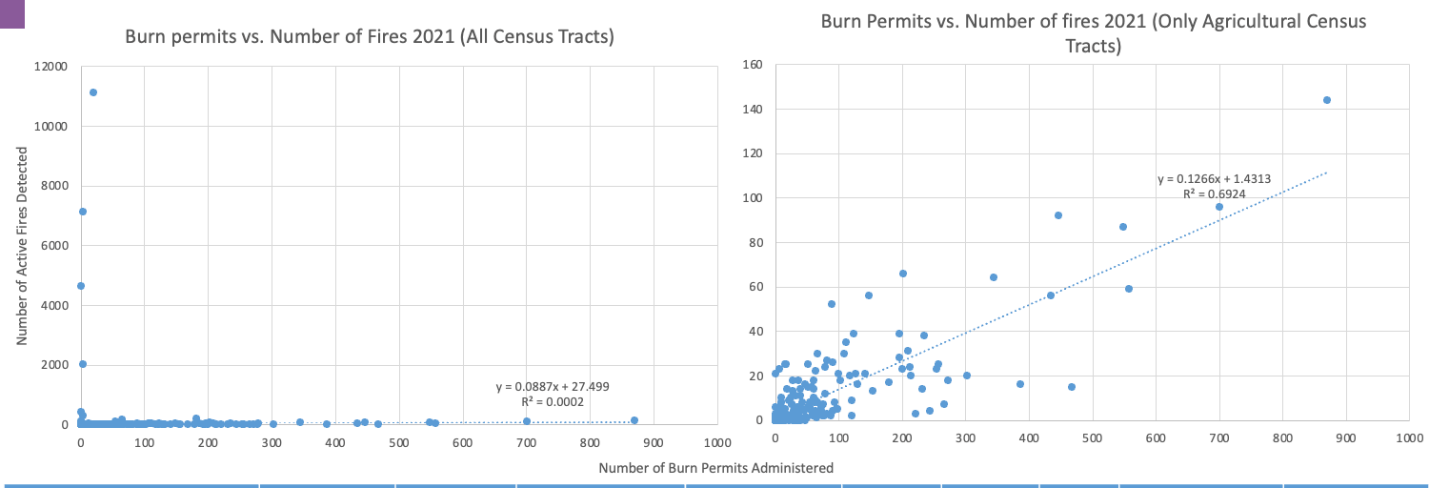 Burn permits vs. Number of Fires 2021 (All Census Tracts)
12000
10000
8000
6000
4000
2000
0
Number of Active Fires Detected
y = 0.0887x + 27.499
R² = 0.0002
0 100 200 300 400 500 600 700 800 900 1000
Burn Permits vs. Number of fires 2021 (Only Agricultural Census
Tracts)
160
140
120
100
80
60
40
20
0
y = 0.1266x + 1.4313
R² = 0.6924
0 100 200 300 400 500 600 700 800 900 1000
Number of Burn Permits Administered